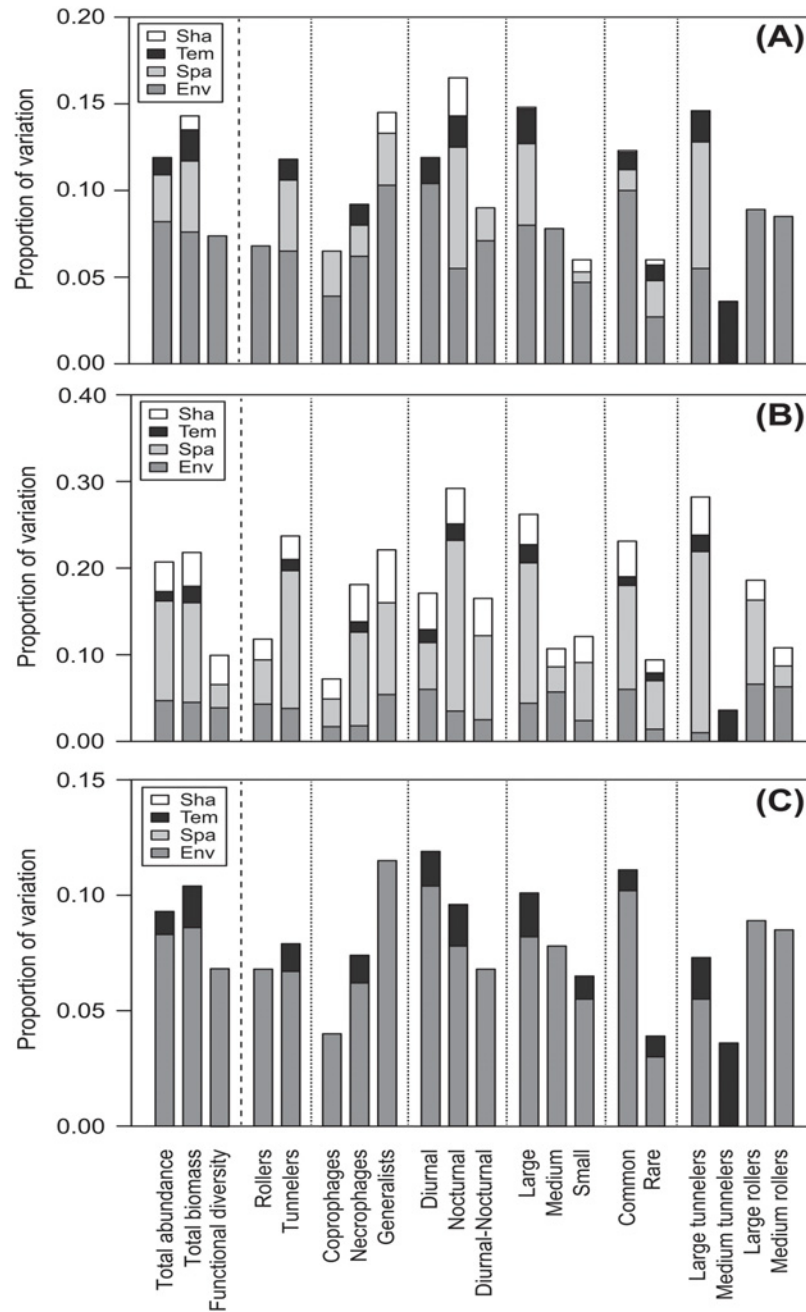 0.20
(A)
Sha
Tem
Spa
Env
0.15
0.10
0.05
0.00
Proportion of variation
0.40
(B)
Sha
Tem
Spa
Env
0.30
0.20
0.10
0.00
Proportion of variation
0.15
(C)
Sha
Tem
Spa
Env
0.10
0.05
0.00
Proportion of variation
Total abundance
Total biomass
Functional diversity
Rollers
Tunnelers
Coprophages
Necrophages
Generalists
Diurnal
Nocturnal
Diurnal-Nocturnal
Large
Medium
Small
Common
Rare
Large tunnelers
Medium tunnelers
Large rollers
Medium rollers